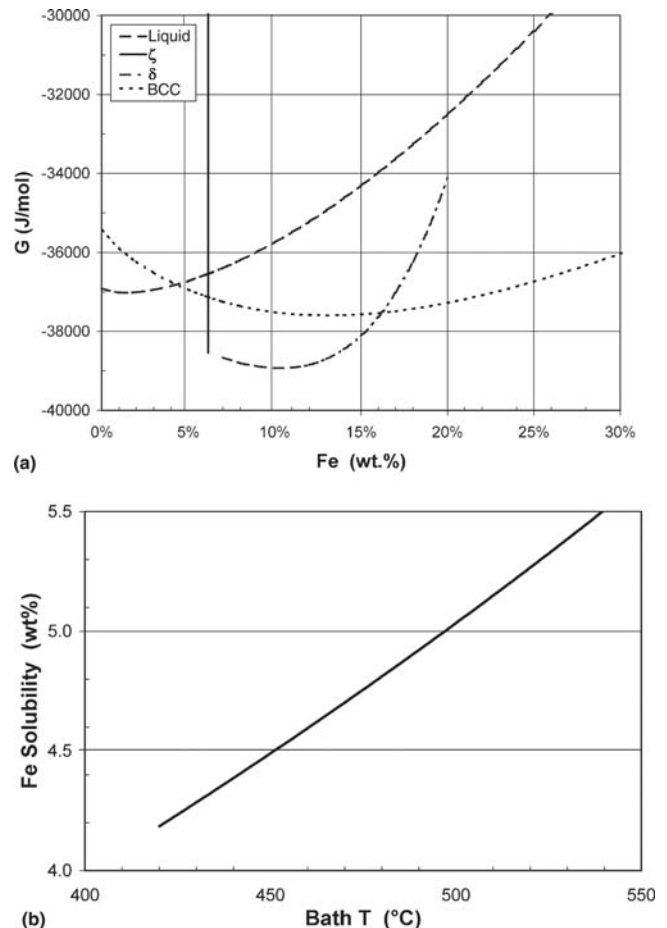 -30000
-32000
-34000
-36000
-38000
-40000
G (J/mol)
Liquid
ζ
δ
BCC
0% 5% 10% 15% 20% 25% 30%
(a) Fe (wt.%)
5.5
5.0
4.5
4.0
Fe Solubility (wt%)
400 450 500 550
(b) Bath T (°C)